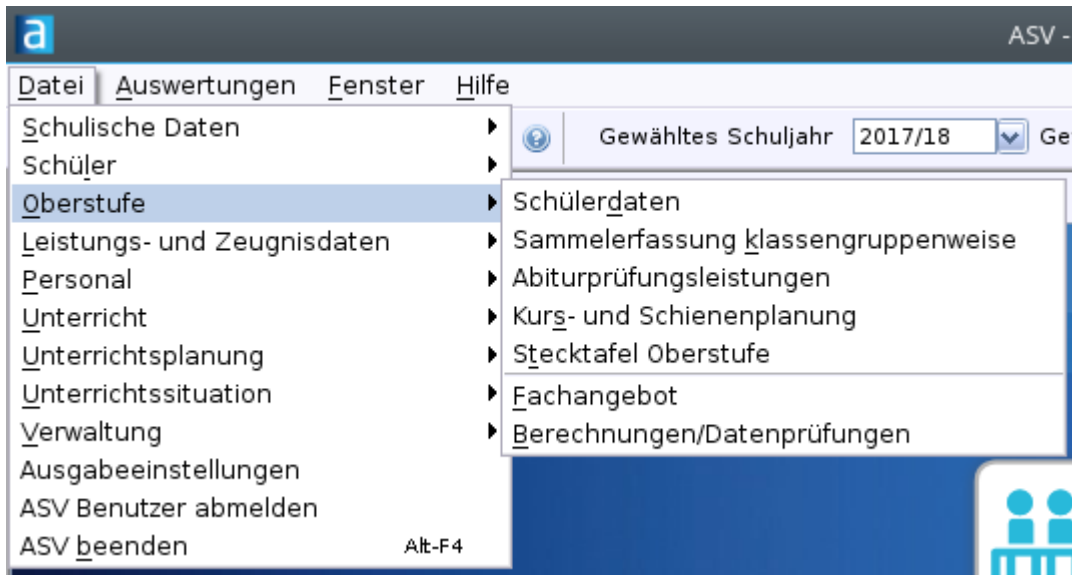 a
ASV -
Datei Auswertungen Fenster Hilfe
Gewähltes Schuljahr 2017/18
Schulische Daten
Schüler
Oberstufe
Leistungs- und Zeugnisdaten
Personal
Unterricht
Unterrichtsplanung
Unterrichtssituation
Verwaltung
Ausgabeeinstellungen
ASV Benutzer abmelden
ASV beenden Alt-F4
Schülerdaten
Sammelerfassung klassengruppenweise
Abiturprüfungsleistungen
Kurs- und Schienenplanung
Stecktafel Oberstufe
Fachangebot
Berechnungen/Datenprüfungen